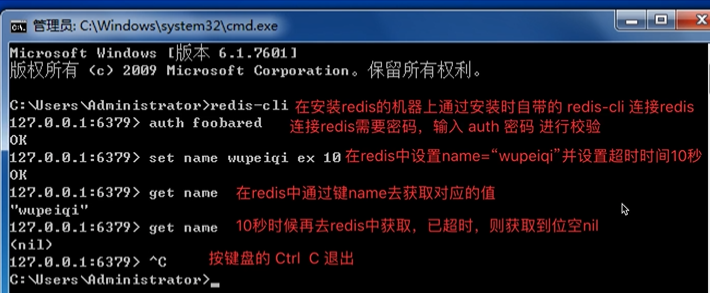 管理员: C:\Windows\system32\cmd.exe
Microsoft Windows [版本 6.1.7601]
版权所有 (c) 2009 Microsoft Corporation。保留所有权利。
C:\Users\Administrator>redis-cli 在安装redis的机器上通过安装时自带的 redis-cli 连接redis
127.0.0.1:6379> auth foobared 连接redis需要密码，输入 auth 密码 进行校验
OK
127.0.0.1:6379> set name wupeiqi ex 10 在redis中设置name=“wupeiqi”并设置超时时间10秒
OK
127.0.0.1:6379> get name 在redis中通过键name去获取对应的值
"wupeiqi"
127.0.0.1:6379> get name 10秒时候再去redis中获取，已超时，则获取到位空nil
(nil)
127.0.0.1:6379> ^C 按键盘的 Ctrl C 退出
C:\Users\Administrator>